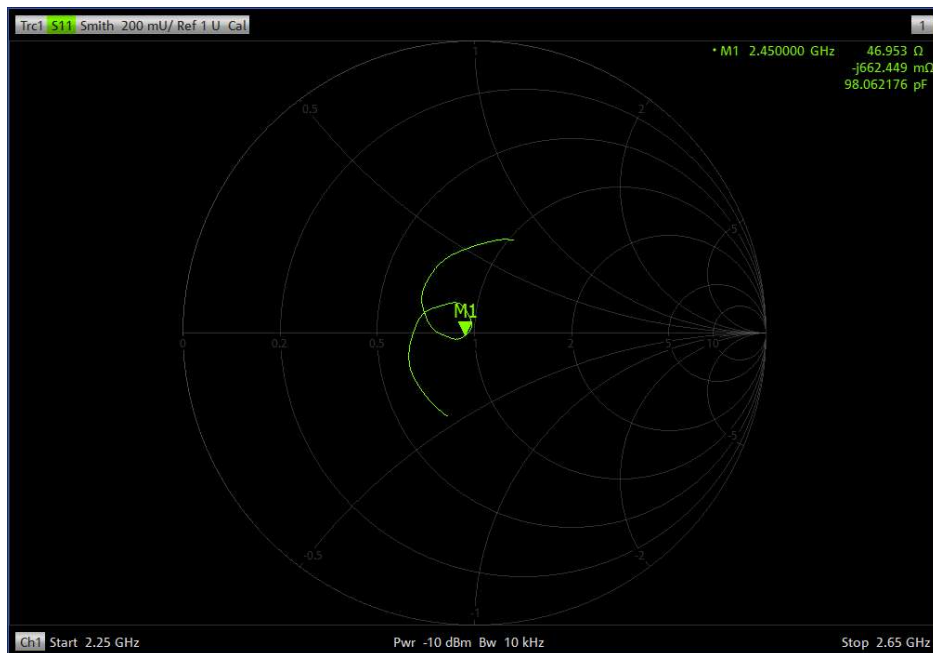 Trc1 S11 Smith 200 mU/ Ref 1 U Cal
1
• M1 2.450000 GHz 46.953 Ω
-j662.449 mΩ
98.062176 pF
1
0.5
2
5
M1
0 0.2 0.5 1 2 5 10
-5
-0.5
-2
-1
Ch1 Start 2.25 GHz Pwr -10 dBm Bw 10 kHz Stop 2.65 GHz